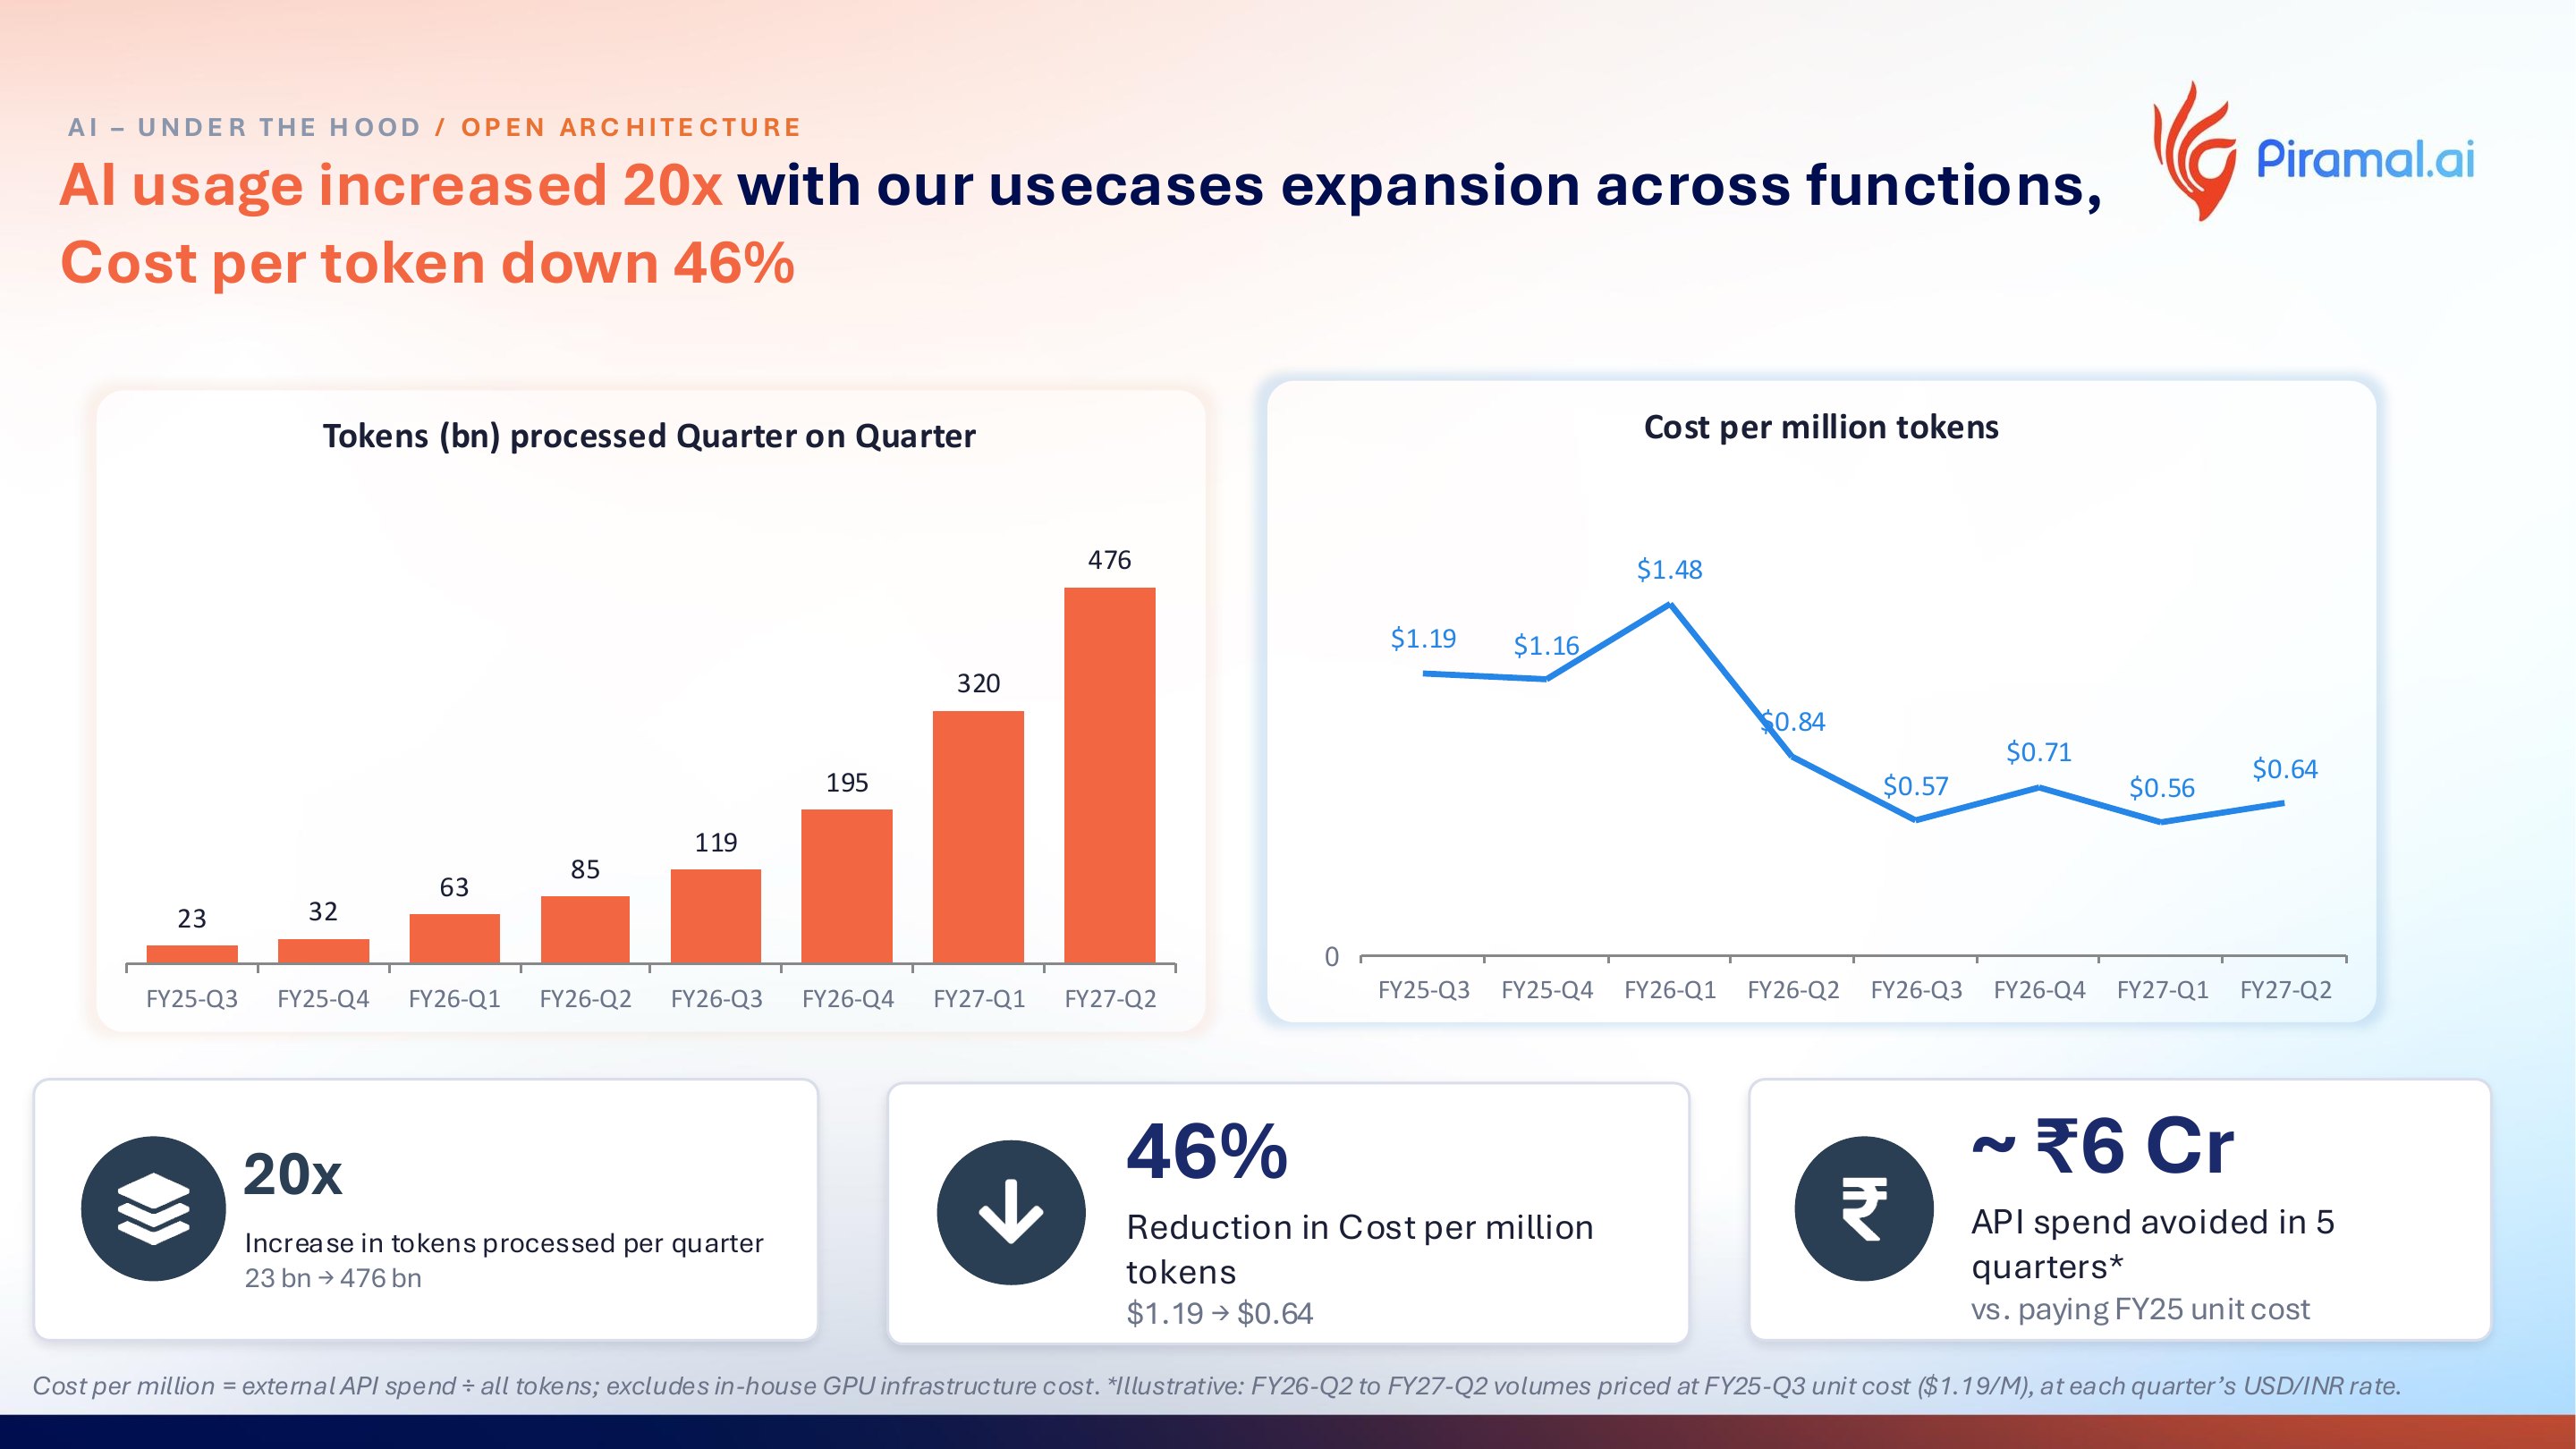 AI – UNDER THE HOOD / OPEN ARCHITECTURE
AI usage increased 20x with our usecases expansion across functions,
Cost per token down 46%
Piramal.ai
Tokens (bn) processed Quarter on Quarter
23
32
63
85
119
195
320
476
FY25-Q3 FY25-Q4 FY26-Q1 FY26-Q2 FY26-Q3 FY26-Q4 FY27-Q1 FY27-Q2
Cost per million tokens
$1.19
$1.16
$1.48
$0.84
$0.57
$0.71
$0.56
$0.64
0
FY25-Q3 FY25-Q4 FY26-Q1 FY26-Q2 FY26-Q3 FY26-Q4 FY27-Q1 FY27-Q2
20x
Increase in tokens processed per quarter
23 bn → 476 bn
46%
Reduction in Cost per million
tokens
$1.19 → $0.64
₹
~ ₹6 Cr
API spend avoided in 5
quarters*
vs. paying FY25 unit cost
Cost per million = external API spend ÷ all tokens; excludes in-house GPU infrastructure cost. *Illustrative: FY26-Q2 to FY27-Q2 volumes priced at FY25-Q3 unit cost ($1.19/M), at each quarter’s USD/INR rate.